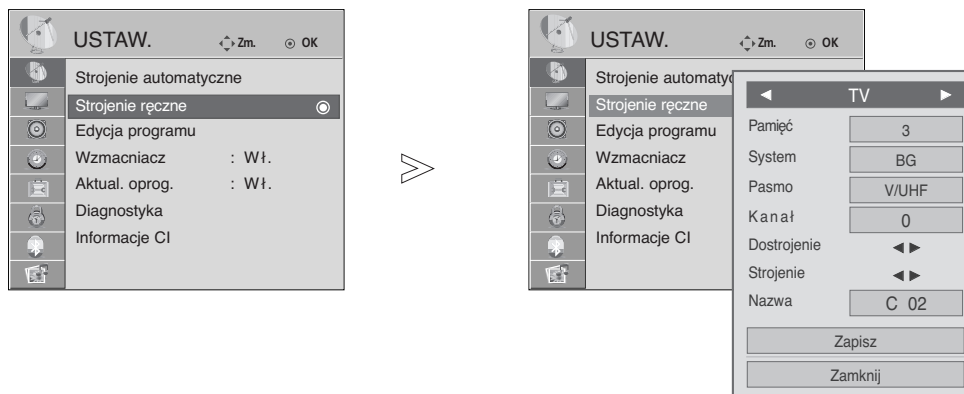 USTAW. Zm. OK
Strojenie automatyczne
Strojenie ręczne
Edycja programu
Wzmacniacz : Wł.
Aktual. oprog. : Wł.
Diagnostyka
Informacje CI
USTAW. Zm. OK
Strojenie automatyc
Strojenie ręczne
Edycja programu
Wzmacniacz
Aktual. oprog.
Diagnostyka
Informacje CI
◄ TV ►
Pamięć 3
System BG
Pasmo V/UHF
Kanał 0
Dostrojenie ◄►
Strojenie ◄►
Nazwa C 02
Zapisz
Zamknij